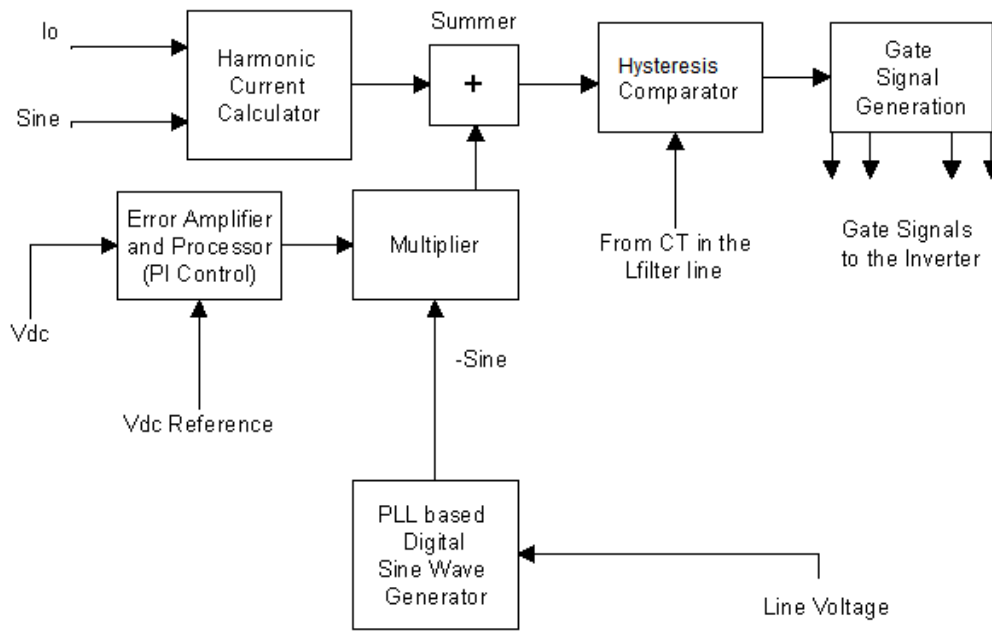 Io
Sine
Harmonic
Current
Calculator
Summer
+
Hysteresis
Comparator
Gate
Signal
Generation
Error Amplifier
and Processor
(PI Control)
Multiplier
From CT in the
Lfilter line
Gate Signals
to the Inverter
Vdc
-Sine
Vdc Reference
PLL based
Digital
Sine Wave
Generator
Line Voltage